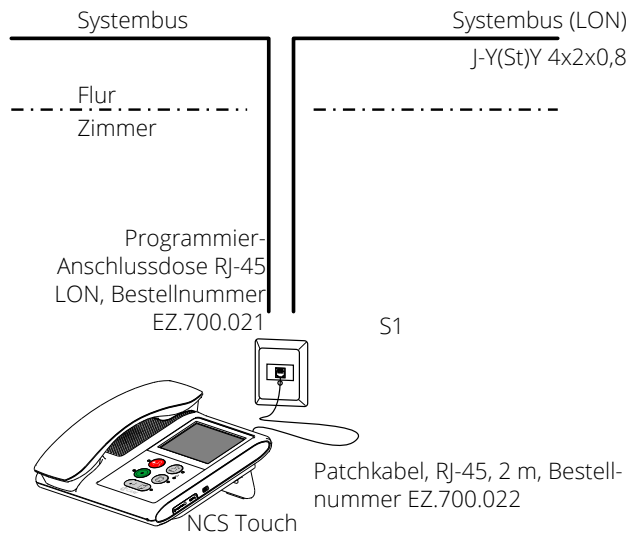 Systembus
Systembus (LON)
J-Y(St)Y 4x2x0,8
Flur
Zimmer
Programmier-
Anschlussdose RJ-45
LON, Bestellnummer
EZ.700.021
S1
Patchkabel, RJ-45, 2 m, Bestell-
nummer EZ.700.022
NCS Touch